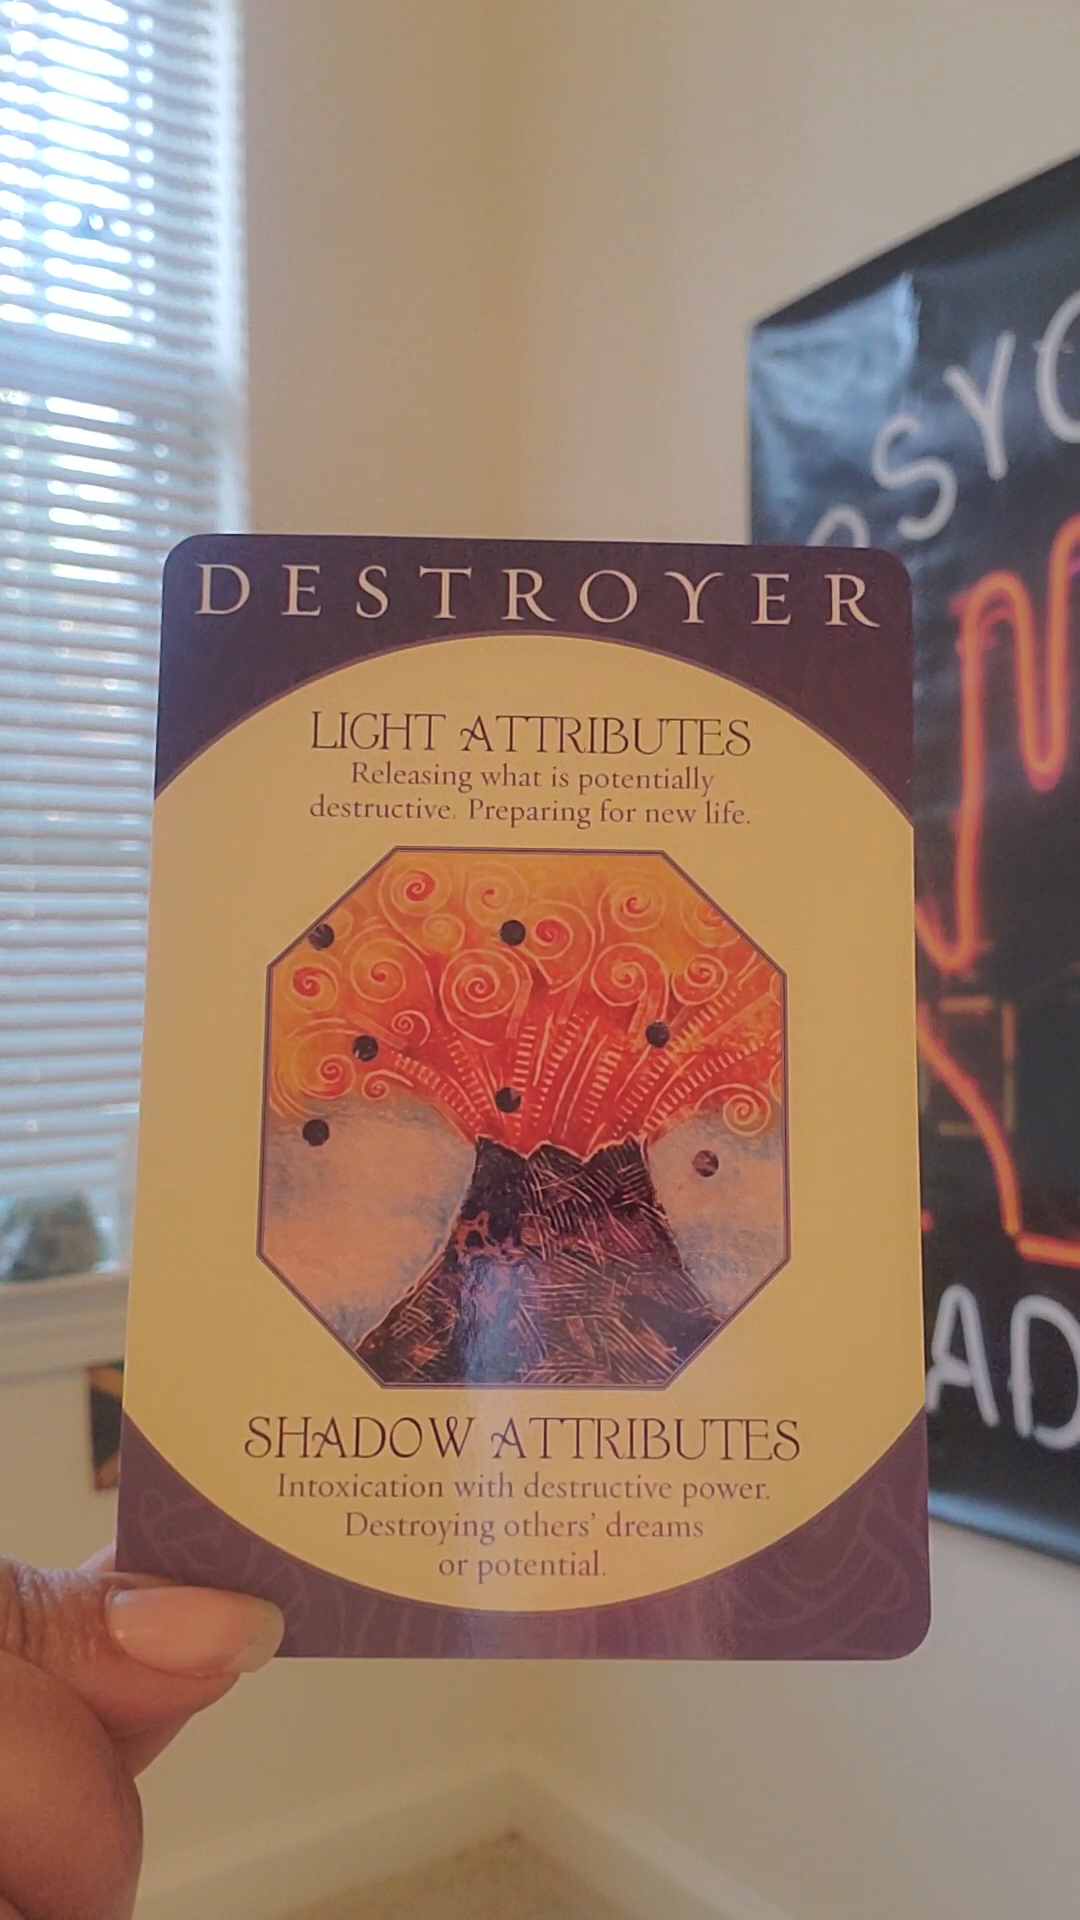 DESTROYER
LIGHT ATTRIBUTES
Releasing what is potentially
destructive. Preparing for new life.
SHADOW ATTRIBUTES
Intoxication with destructive power.
Destroying others' dreams
or potential.